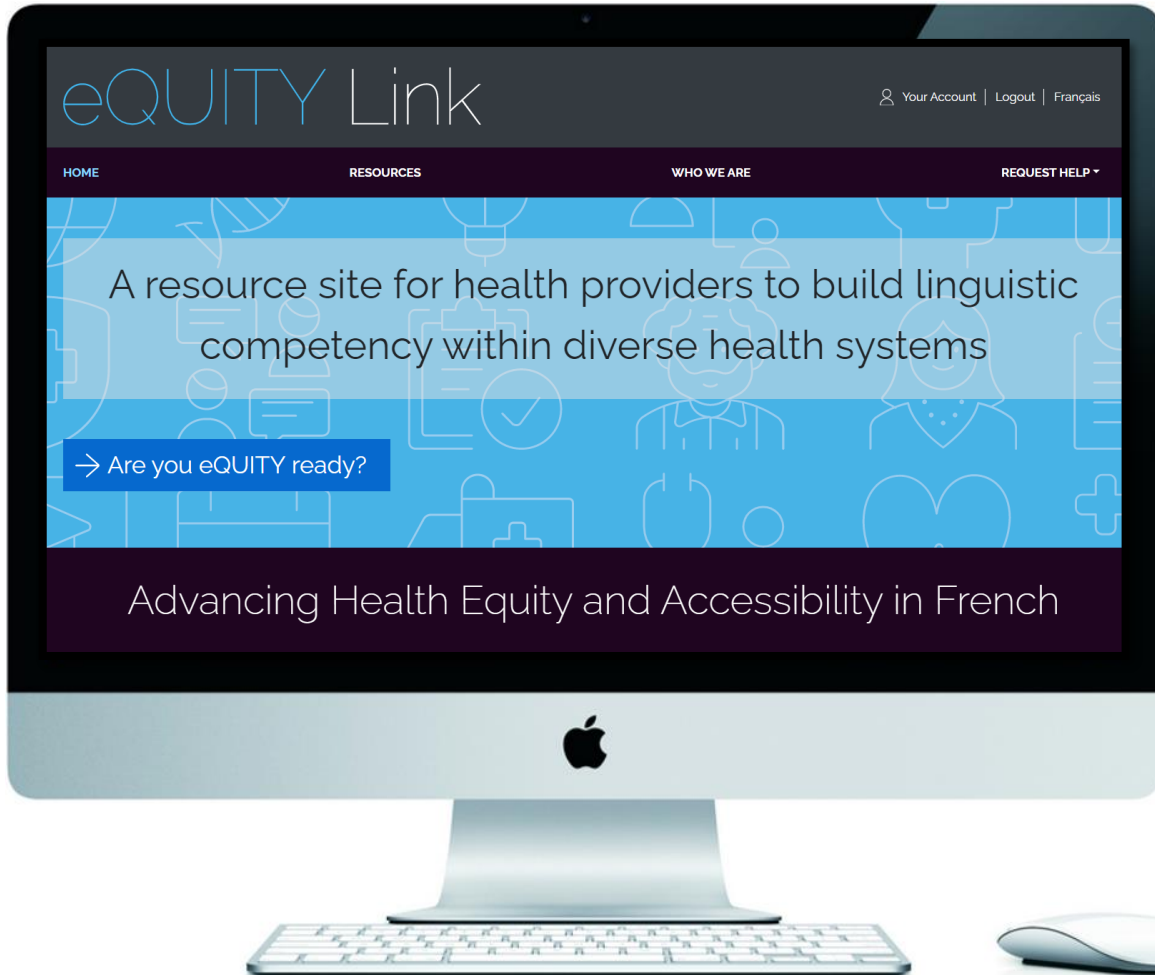 eQUITY Link
Your Account | Logout | Français
HOME
RESOURCES
WHO WE ARE
REQUEST HELP
A resource site for health providers to build linguistic
competency within diverse health systems
→ Are you eQUITY ready?
Advancing Health Equity and Accessibility in French